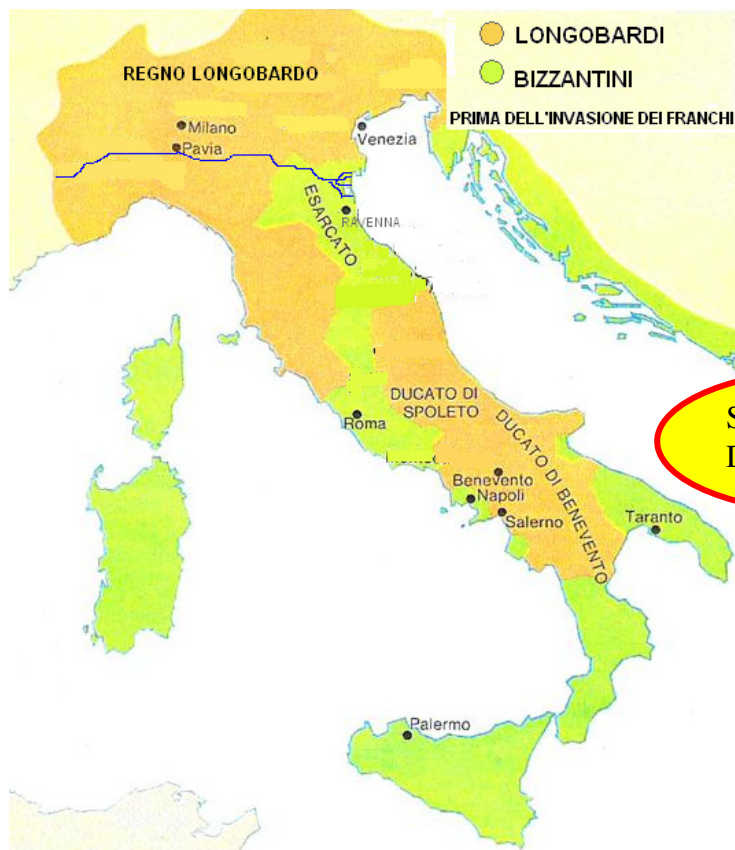 LONGOBARDI
BIZZANTINI
PRIMA DELL'INVASIONE DEI FRANCHI
REGNO LONGOBARDO
Milano
Pavia
Venezia
ESARCATO
RAVENNA
DUCATO DI
SPOLETO
Roma
DUCATO DI BENEVENTO
Benevento
Napoli
Salerno
Taranto
Palermo